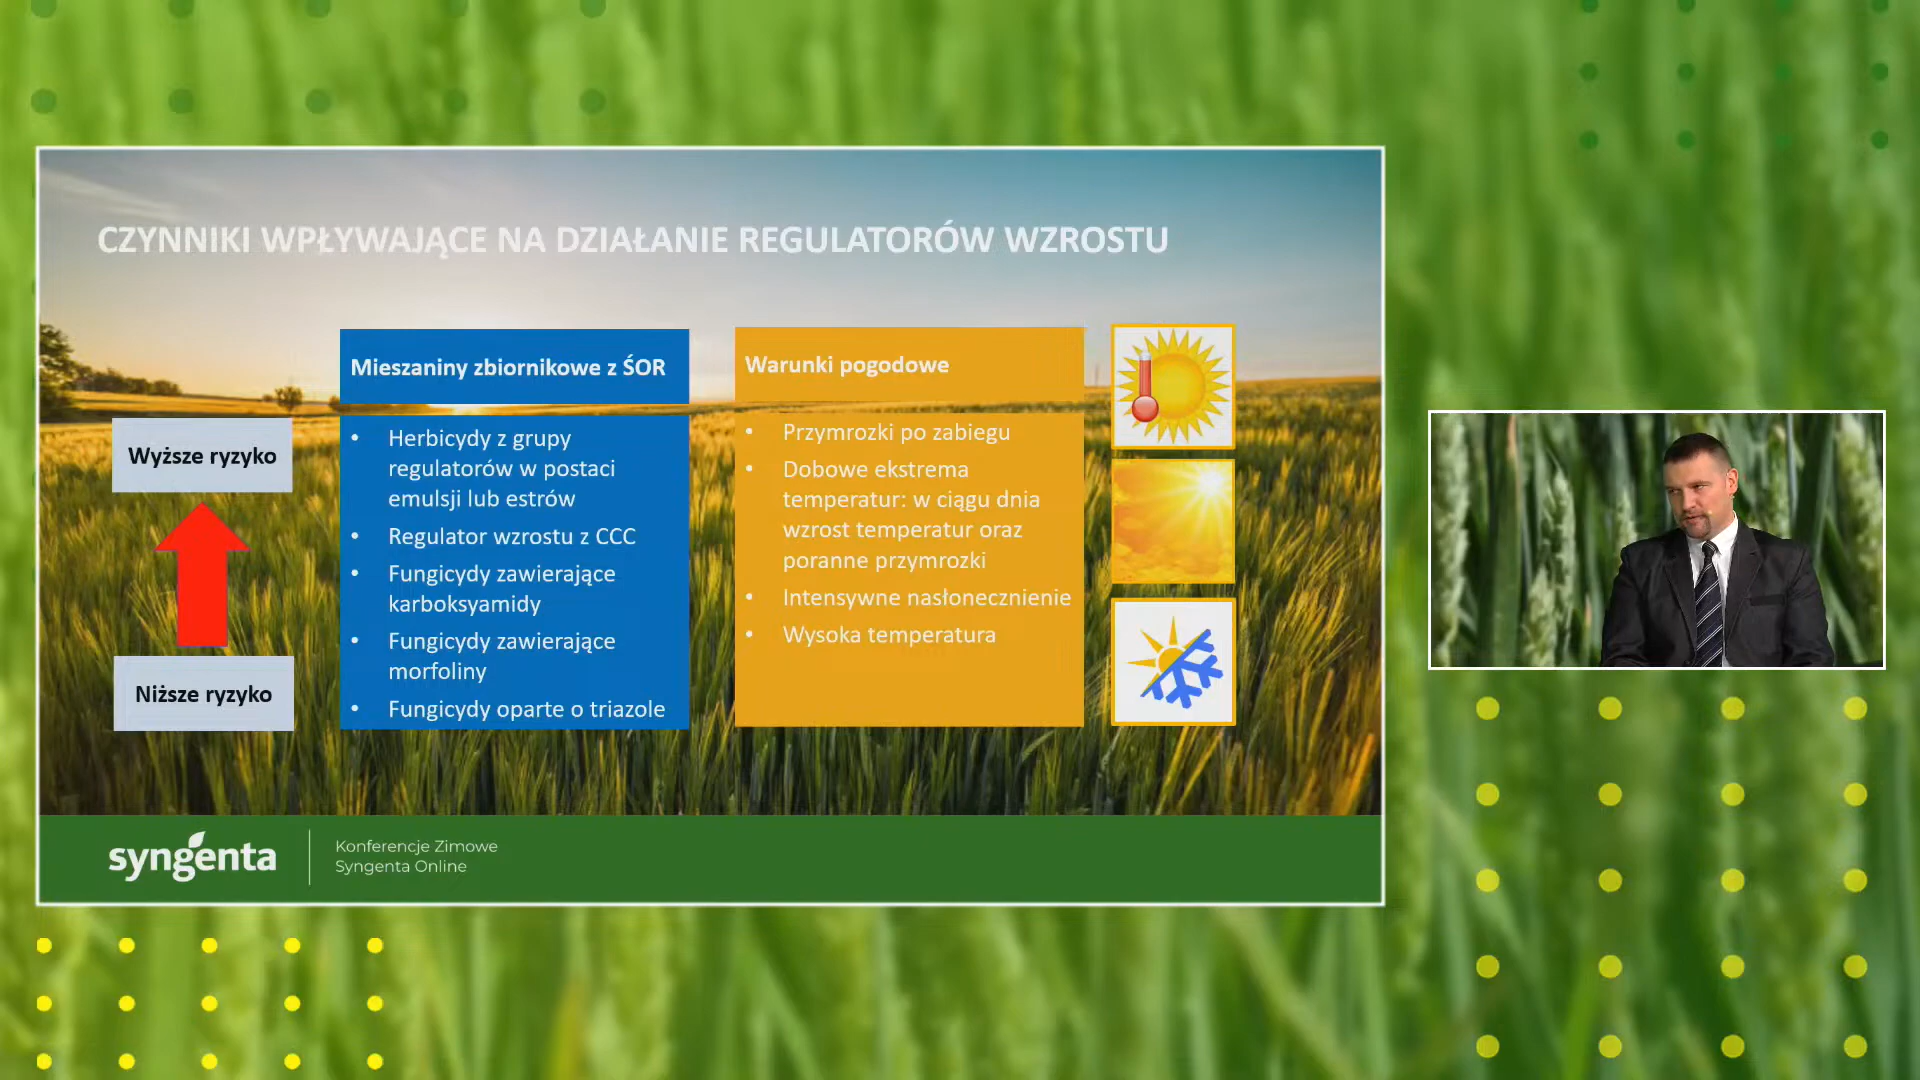 CZYNNIKI WPŁYWAJĄCE NA DZIAŁANIE REGULATORÓW WZROSTU
Wyższe ryzyko
Niższe ryzyko
Mieszaniny zbiornikowe z ŚOR
• Herbicydy z grupy
regulatorów w postaci
emulsji lub estrów
• Regulator wzrostu z CCC
• Fungicydy zawierające
karboksyamidy
• Fungicydy zawierające
morfoliny
• Fungicydy oparte o triazole
Warunki pogodowe
• Przymrozki po zabiegu
• Dobowe ekstrema
temperatur: w ciągu dnia
wzrost temperatur oraz
poranne przymrozki
• Intensywne nasłonecznienie
• Wysoka temperatura
syngenta
Konferencje Zimowe
Syngenta Online